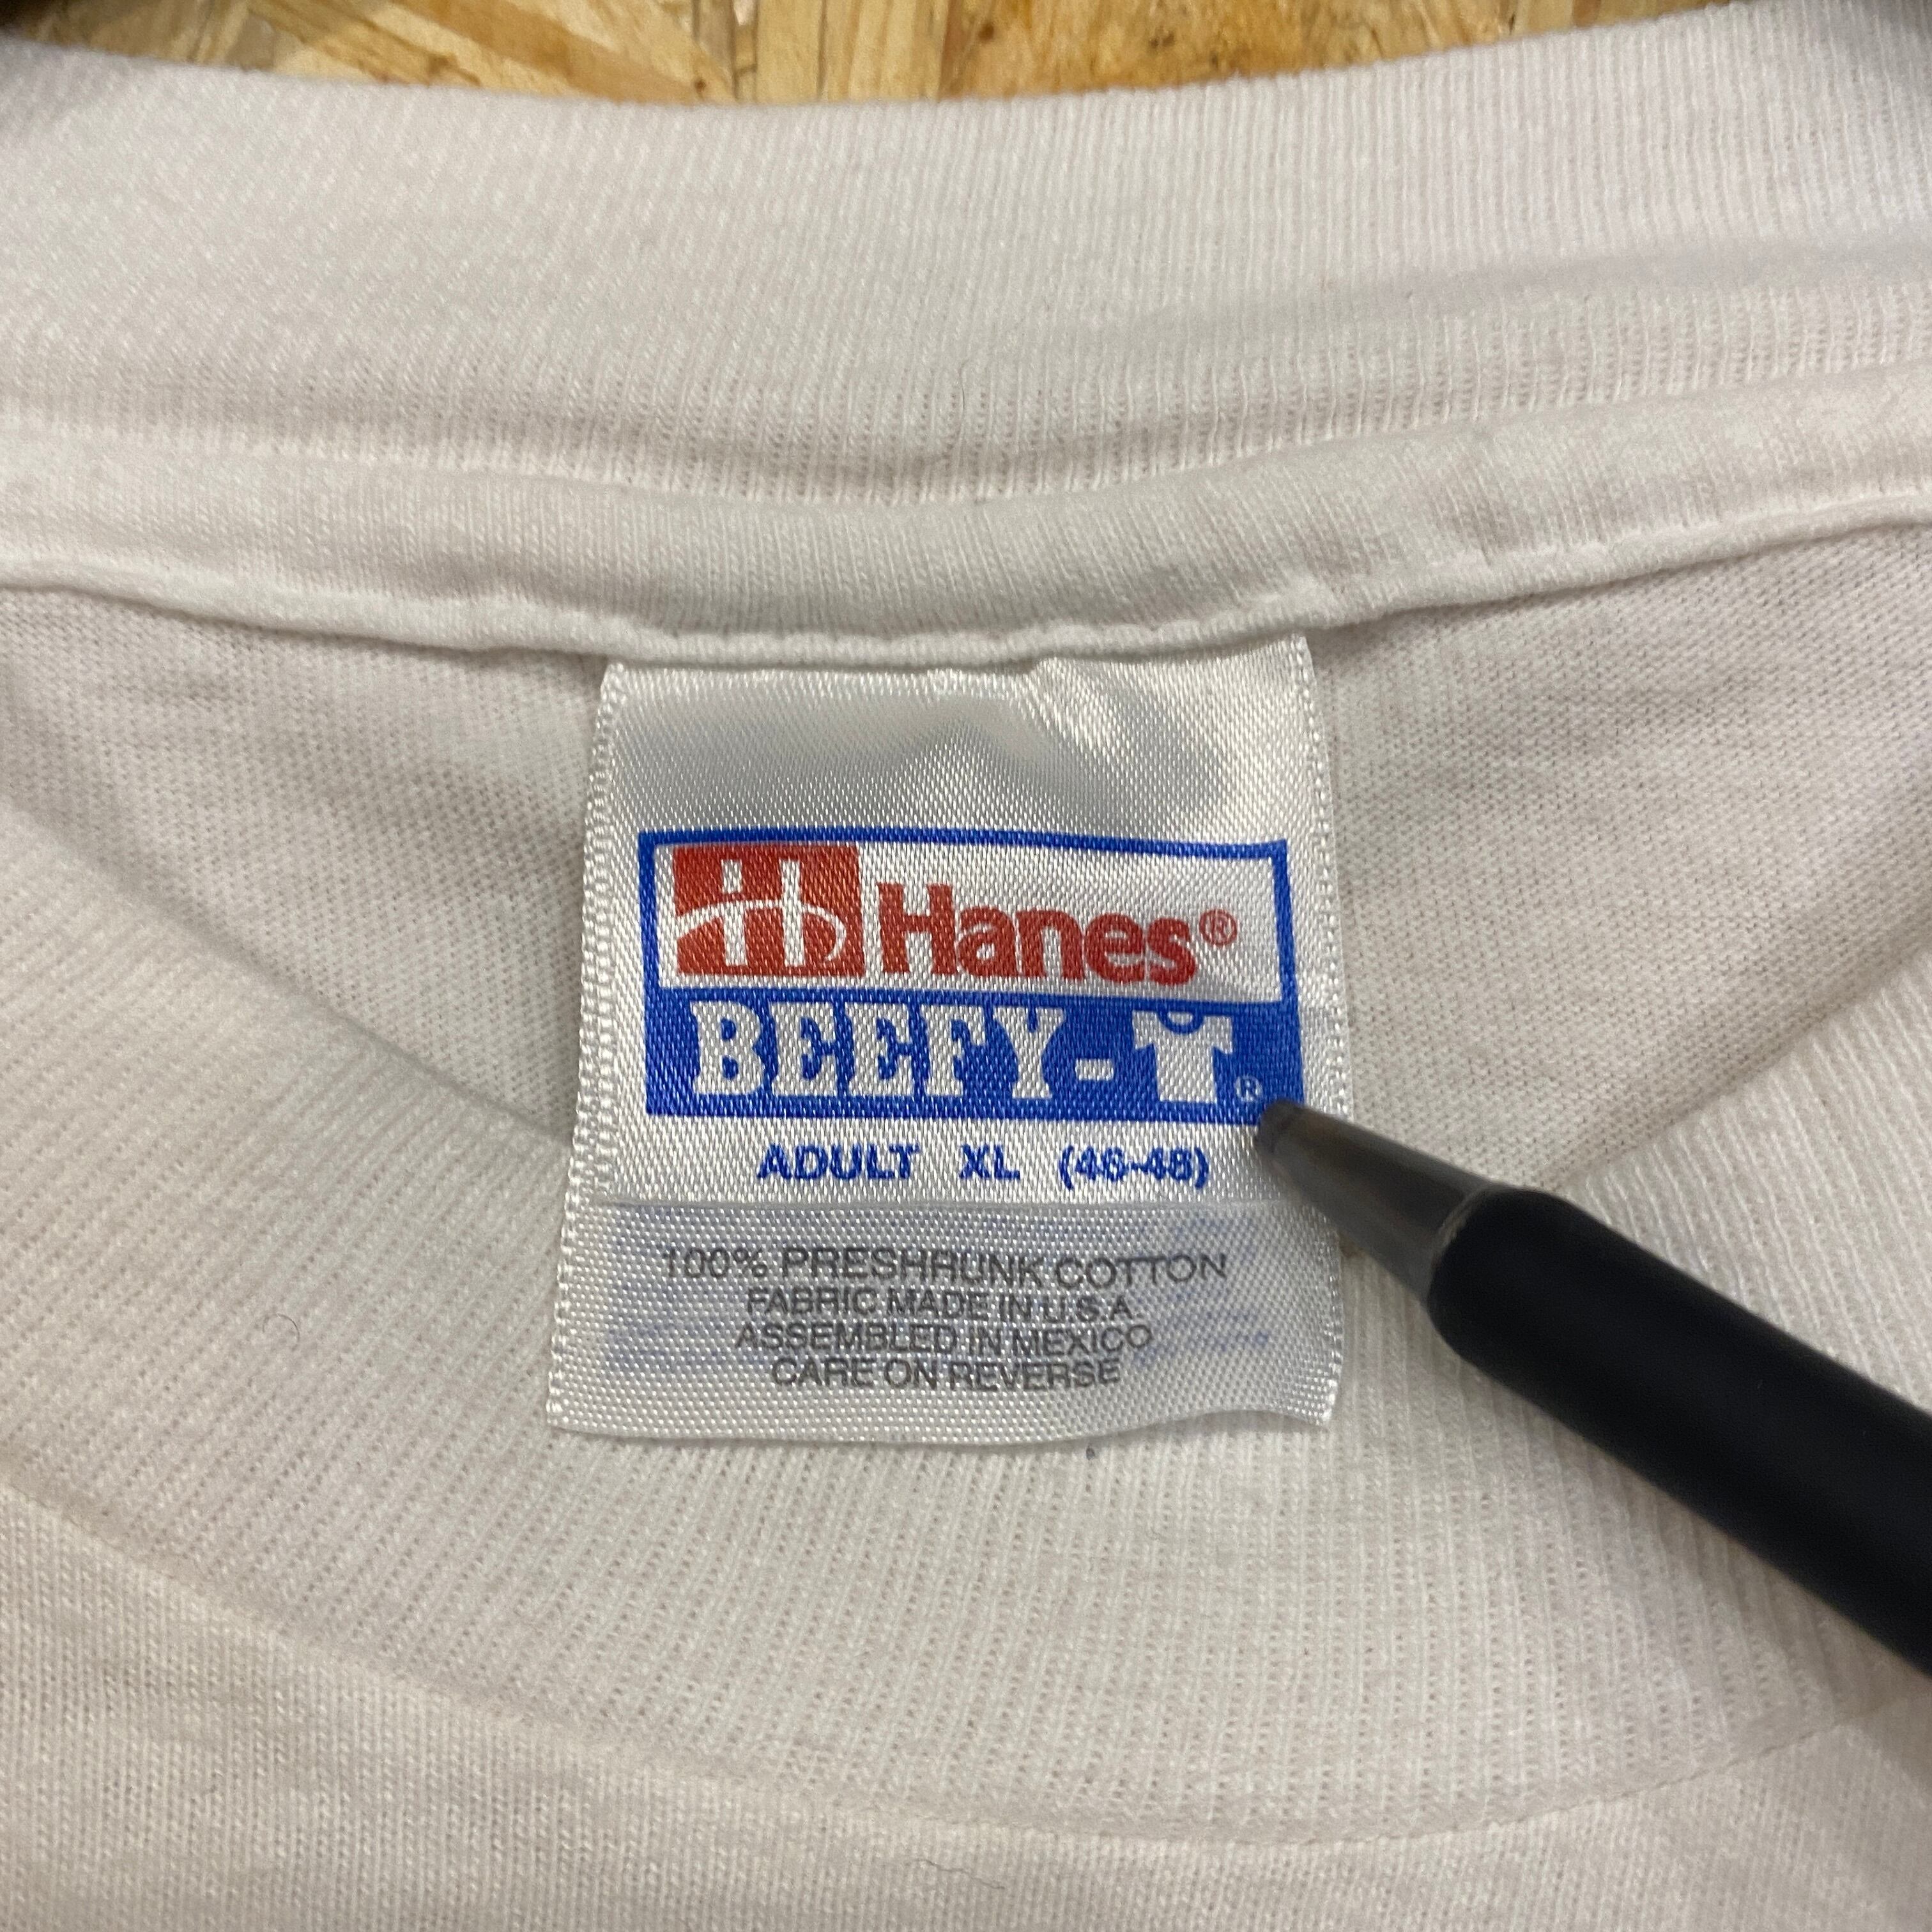 Hanes®
BEEFY-T®
ADULT XL (46-48)
100% PRESHRUNK COTTON
FABRIC MADE IN U.S.A.
ASSEMBLED IN MEXICO
CARE ON REVERSE